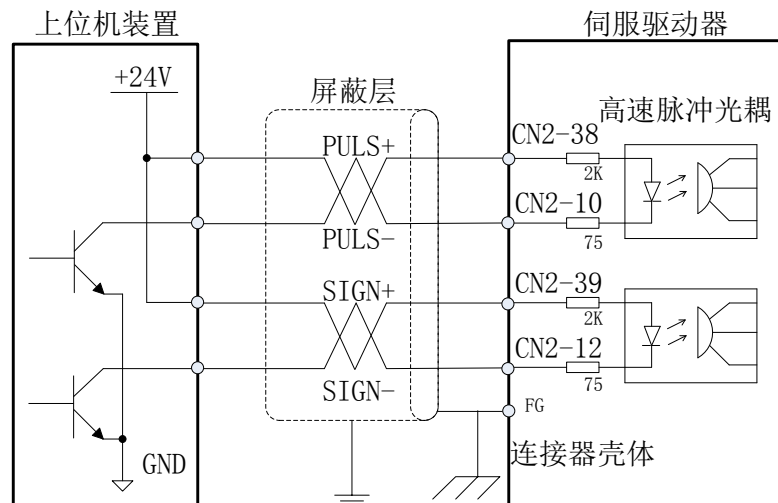 上位机装置
伺服驱动器
+24V
屏蔽层
高速脉冲光耦
PULS+
CN2-38
2K
PULS-
CN2-10
75
SIGN+
CN2-39
2K
SIGN-
CN2-12
75
FG
GND
连接器壳体